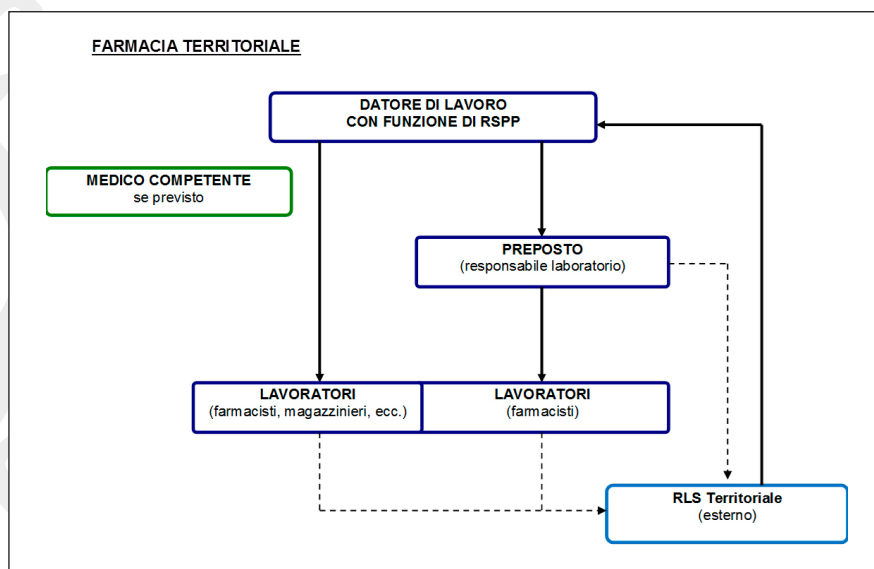 FARMACIA TERRITORIALE
DATORE DI LAVORO
CON FUNZIONE DI RSPP
MEDICO COMPETENTE
se previsto
PREPOSTO
(responsabile laboratorio)
LAVORATORI
(farmacisti, magazzinieri, ecc.)
LAVORATORI
(farmacisti)
RLS Territoriale
(esterno)